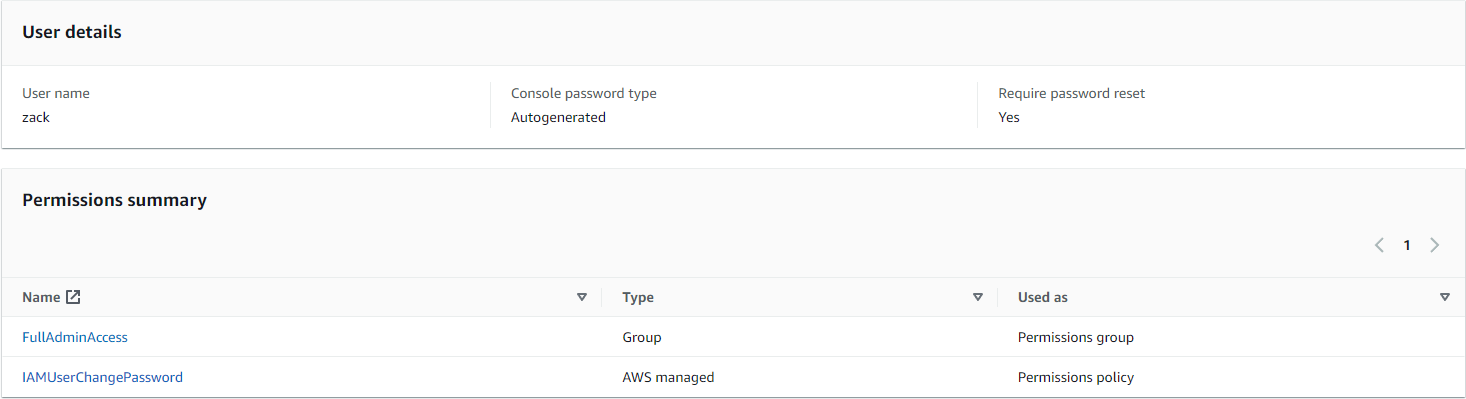 User details
User name Console password type Require password reset
zack Autogenerated Yes
Permissions summary
1
Name Type Used as
FullAdminAccess Group Permissions group
IAMUserChangePassword AWS managed Permissions policy